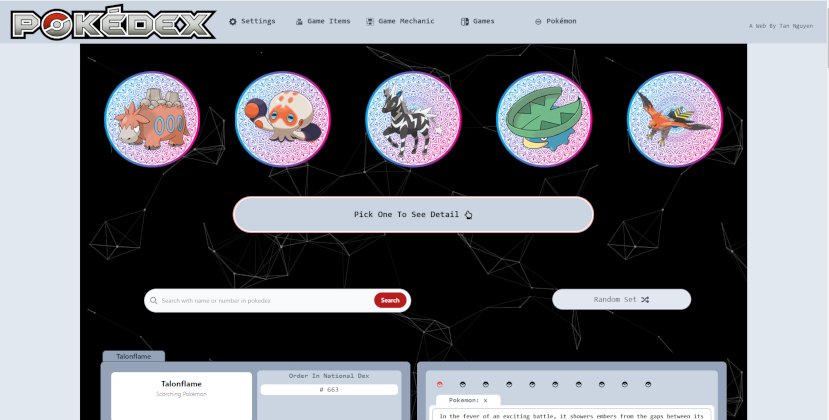 POKÉDEX
Settings
Game Items
Game Mechanic
Games
Pokémon
A Web By Tan Nguyen
Pick One To See Detail
Search with name or number in pokedex
Search
Random Set
Talonflame
Talonflame
Scorching Pokémon
Order In National Dex
# 663
Pokemon: x
In the fever of an exciting battle, it showers embers from the gaps between its